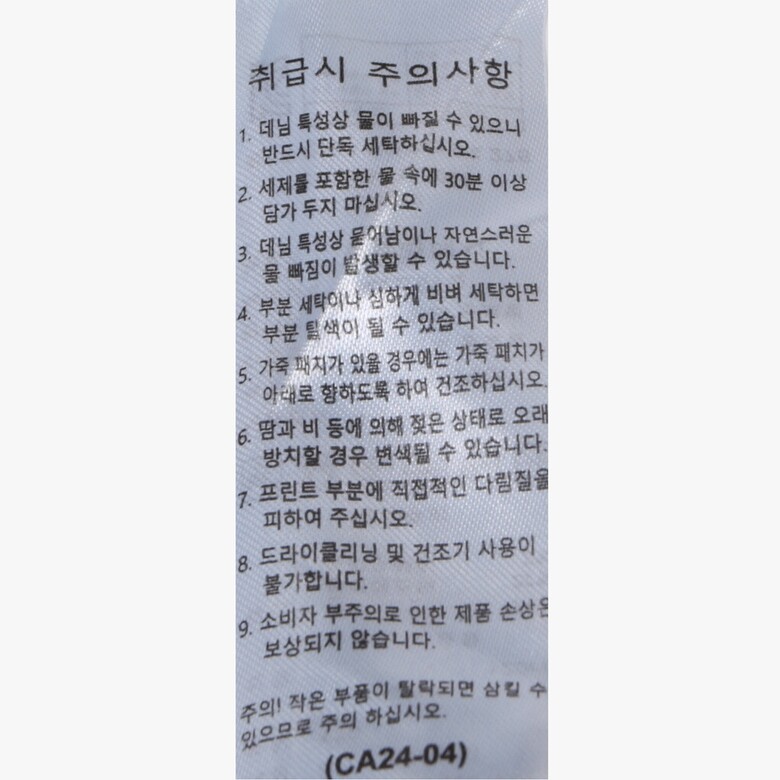 취급시 주의사항
1. 데님 특성상 물이 빠질 수 있으니
반드시 단독 세탁하십시오.
2. 세제를 포함한 물 속에 30분 이상
담가 두지 마십시오.
3. 데님 특성상 묻어남이나 자연스러운
물 빠짐이 발생할 수 있습니다.
4. 부분 세탁이나 심하게 비벼 세탁하면
부분 탈색이 될 수 있습니다.
5. 가죽 패치가 있을 경우에는 가죽 패치가
아래로 향하도록 하여 건조하십시오.
6. 땀과 비 등에 의해 젖은 상태로 오래
방치할 경우 변색될 수 있습니다.
7. 프린트 부분에 직접적인 다림질을
피하여 주십시오.
8. 드라이클리닝 및 건조기 사용이
불가합니다.
9. 소비자 부주의로 인한 제품 손상은
보상되지 않습니다.
주의! 작은 부품이 탈락되면 삼킬 수
있으므로 주의 하십시오.
(CA24-04)